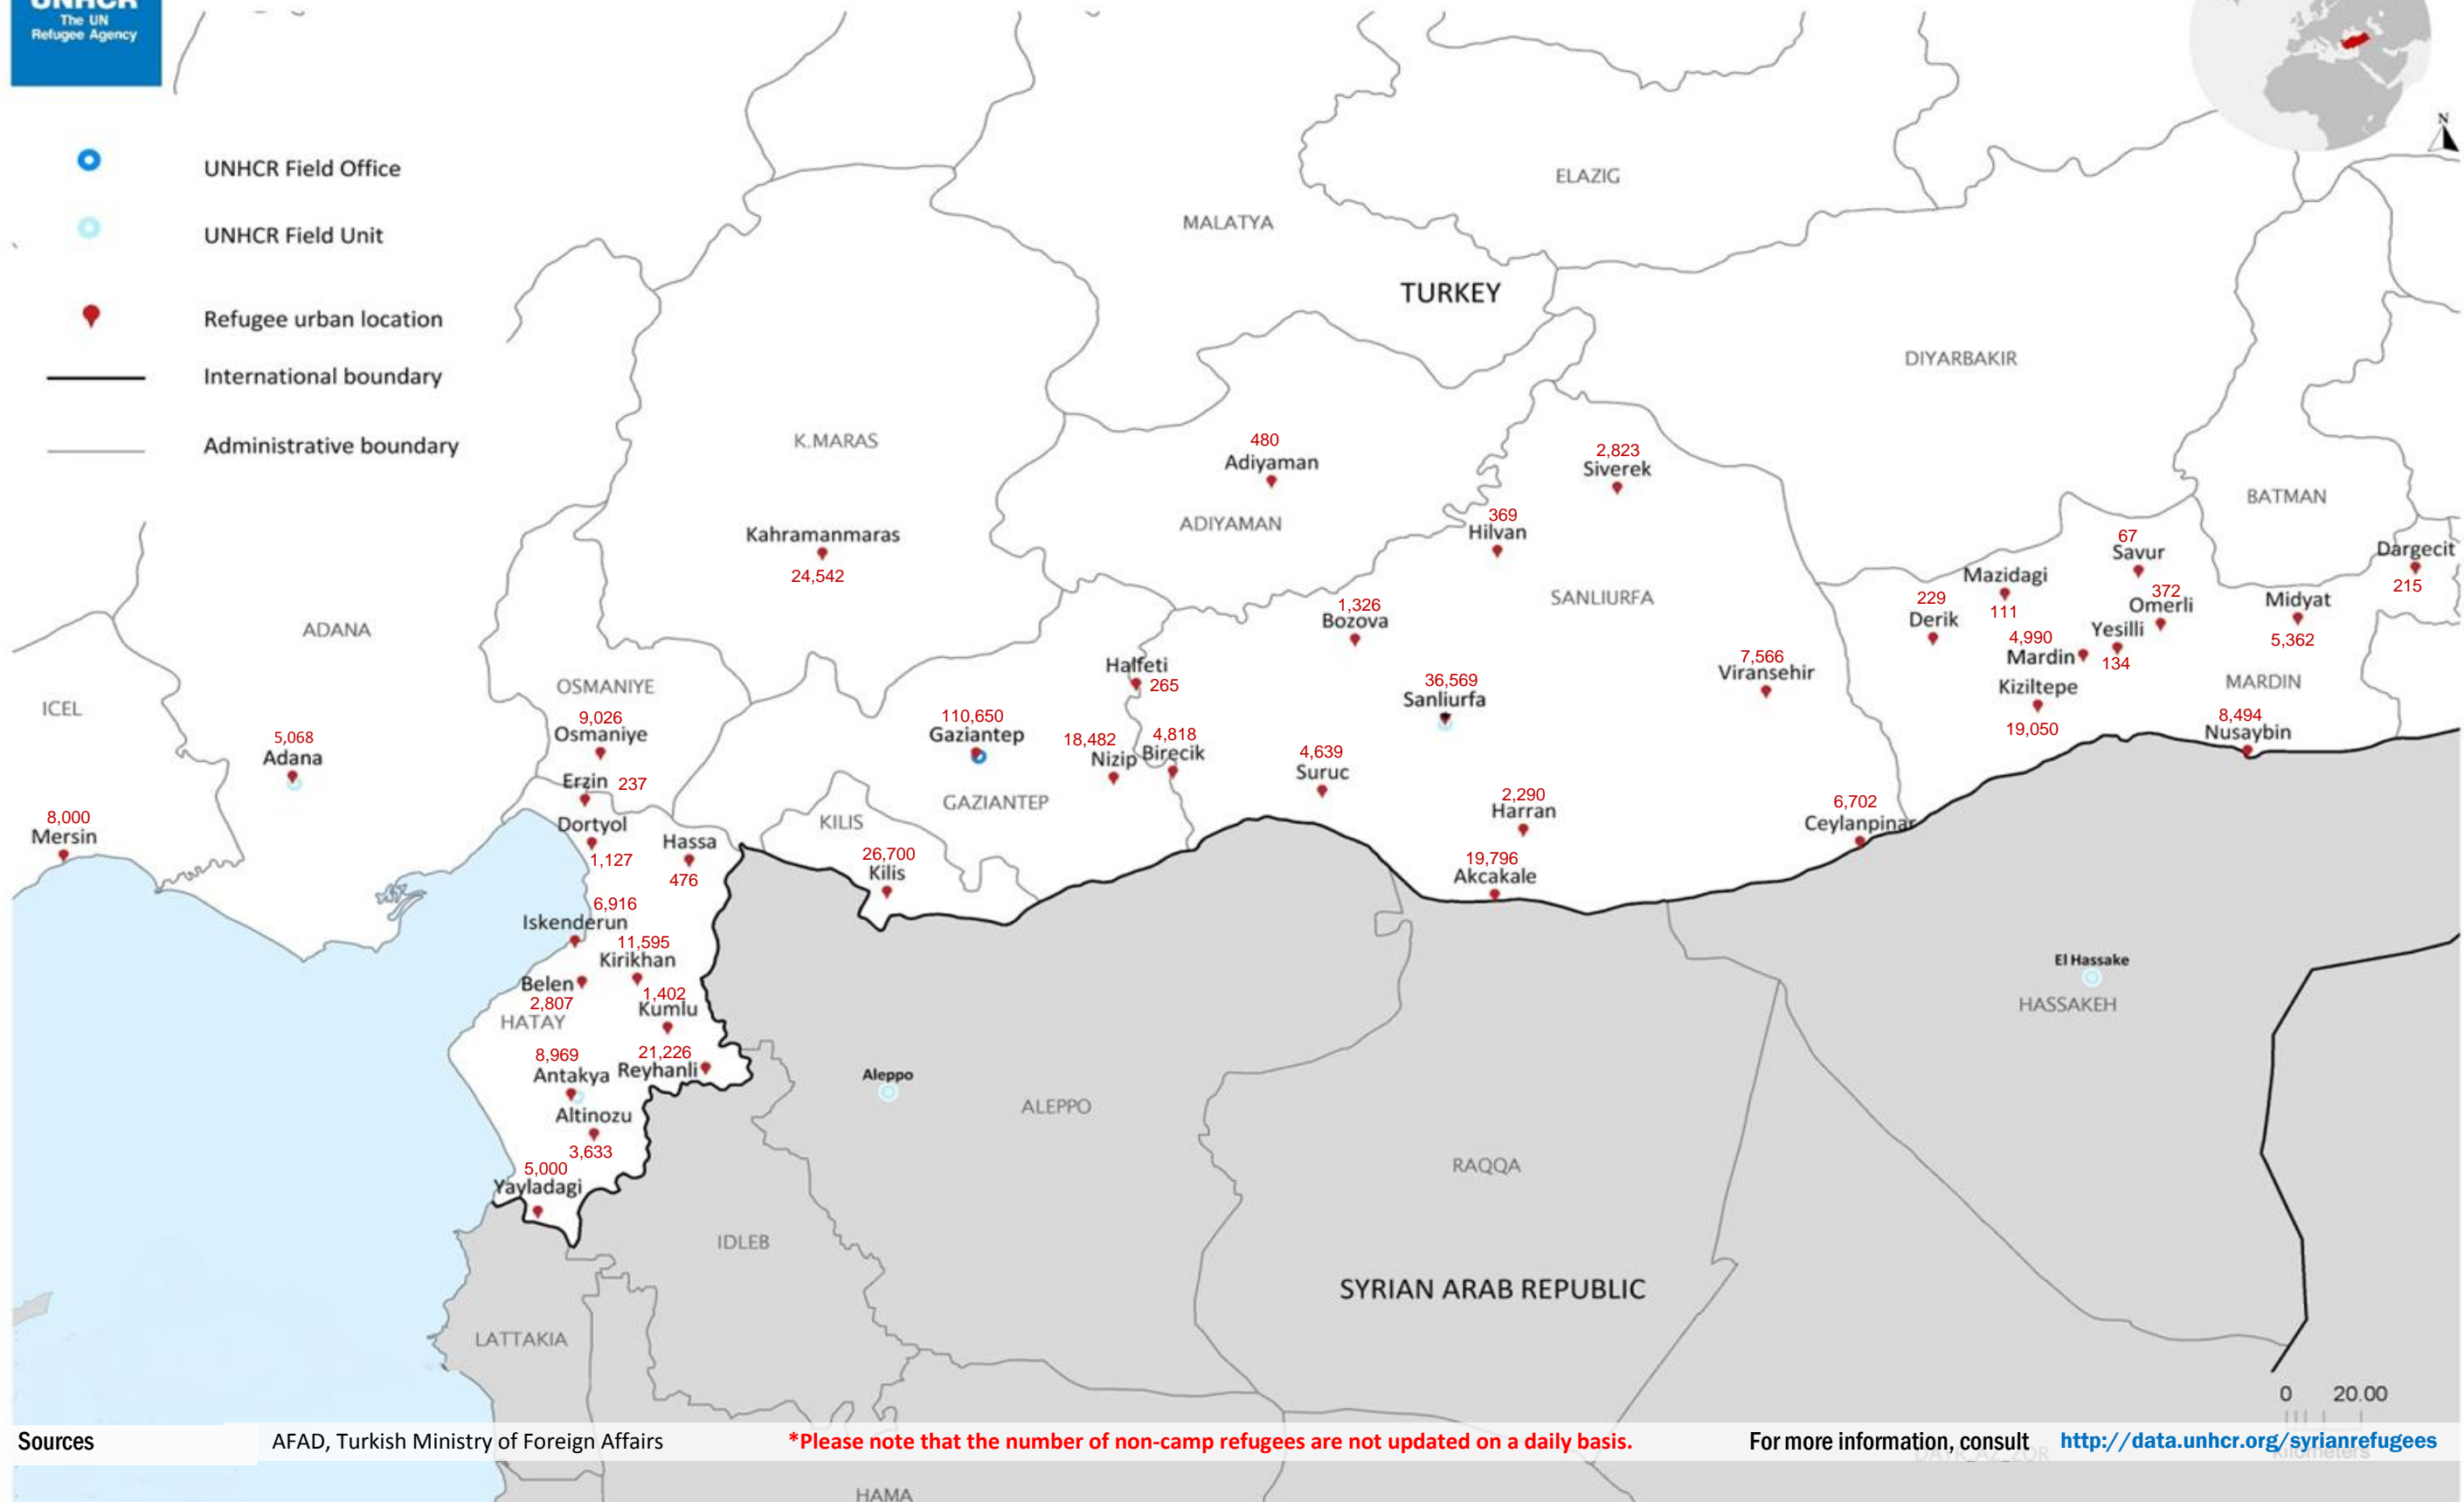 UNHCR
The UN
Refugee Agency
UNHCR Field Office
UNHCR Field Unit
Refugee urban location
International boundary
Administrative boundary
N
ELAZIG
MALATYA
TURKEY
DIYARBAKIR
K.MARAS
480
Adiyaman
ADIYAMAN
2,823
Siverek
369
Hilvan
BATMAN
Kahramanmaras
24,542
67
Savur
Dargecit
215
Mazidagi
111
372
Omerli
Midyat
5,362
229
Derik
SANLIURFA
1,326
Bozova
ADANA
4,990
Mardin
Yesilli
134
Kiziltepe
19,050
MARDIN
8,494
Nusaybin
Halfeti
265
7,566
Viransehir
36,569
Sanliurfa
OSMANIYE
9,026
Osmaniye
ICEL
5,068
Adana
8,000
Mersin
110,650
Gaziantep
18,482
Nizip
4,818
Birecik
4,639
Suruc
Erzin 237
GAZIANTEP
KILIS
2,290
Harran
6,702
Ceylanpinar
Dortyol
1,127
Hassa
476
26,700
Kilis
19,796
Akcakale
6,916
Iskenderun
11,595
Kirikhan
Belen
2,807
1,402
Kumlu
HATAY
8,969
Antakya
21,226
Reyhanli
Altinozu
3,633
5,000
Yayladagi
El Hassake
HASSAKEH
Aleppo
ALEPPO
RAQQA
IDLEB
SYRIAN ARAB REPUBLIC
LATTAKIA
0 20.00
kilometers
Sources
AFAD, Turkish Ministry of Foreign Affairs
*Please note that the number of non-camp refugees are not updated on a daily basis.
For more information, consult http://data.unhcr.org/syrianrefugees
HAMA